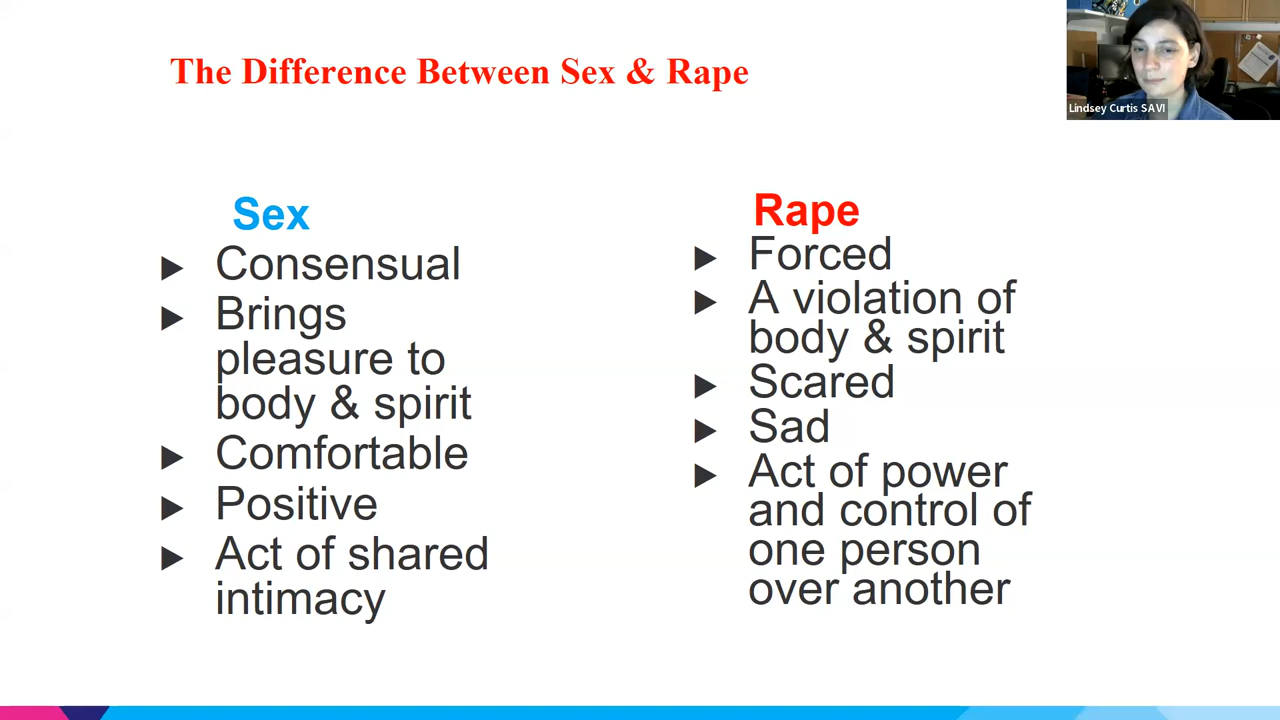 The Difference Between Sex & Rape
Lindsey Curtis SAVI
Sex
Consensual
Brings
pleasure to
body & spirit
Comfortable
Positive
Act of shared
intimacy
Rape
Forced
A violation of
body & spirit
Scared
Sad
Act of power
and control of
one person
over another